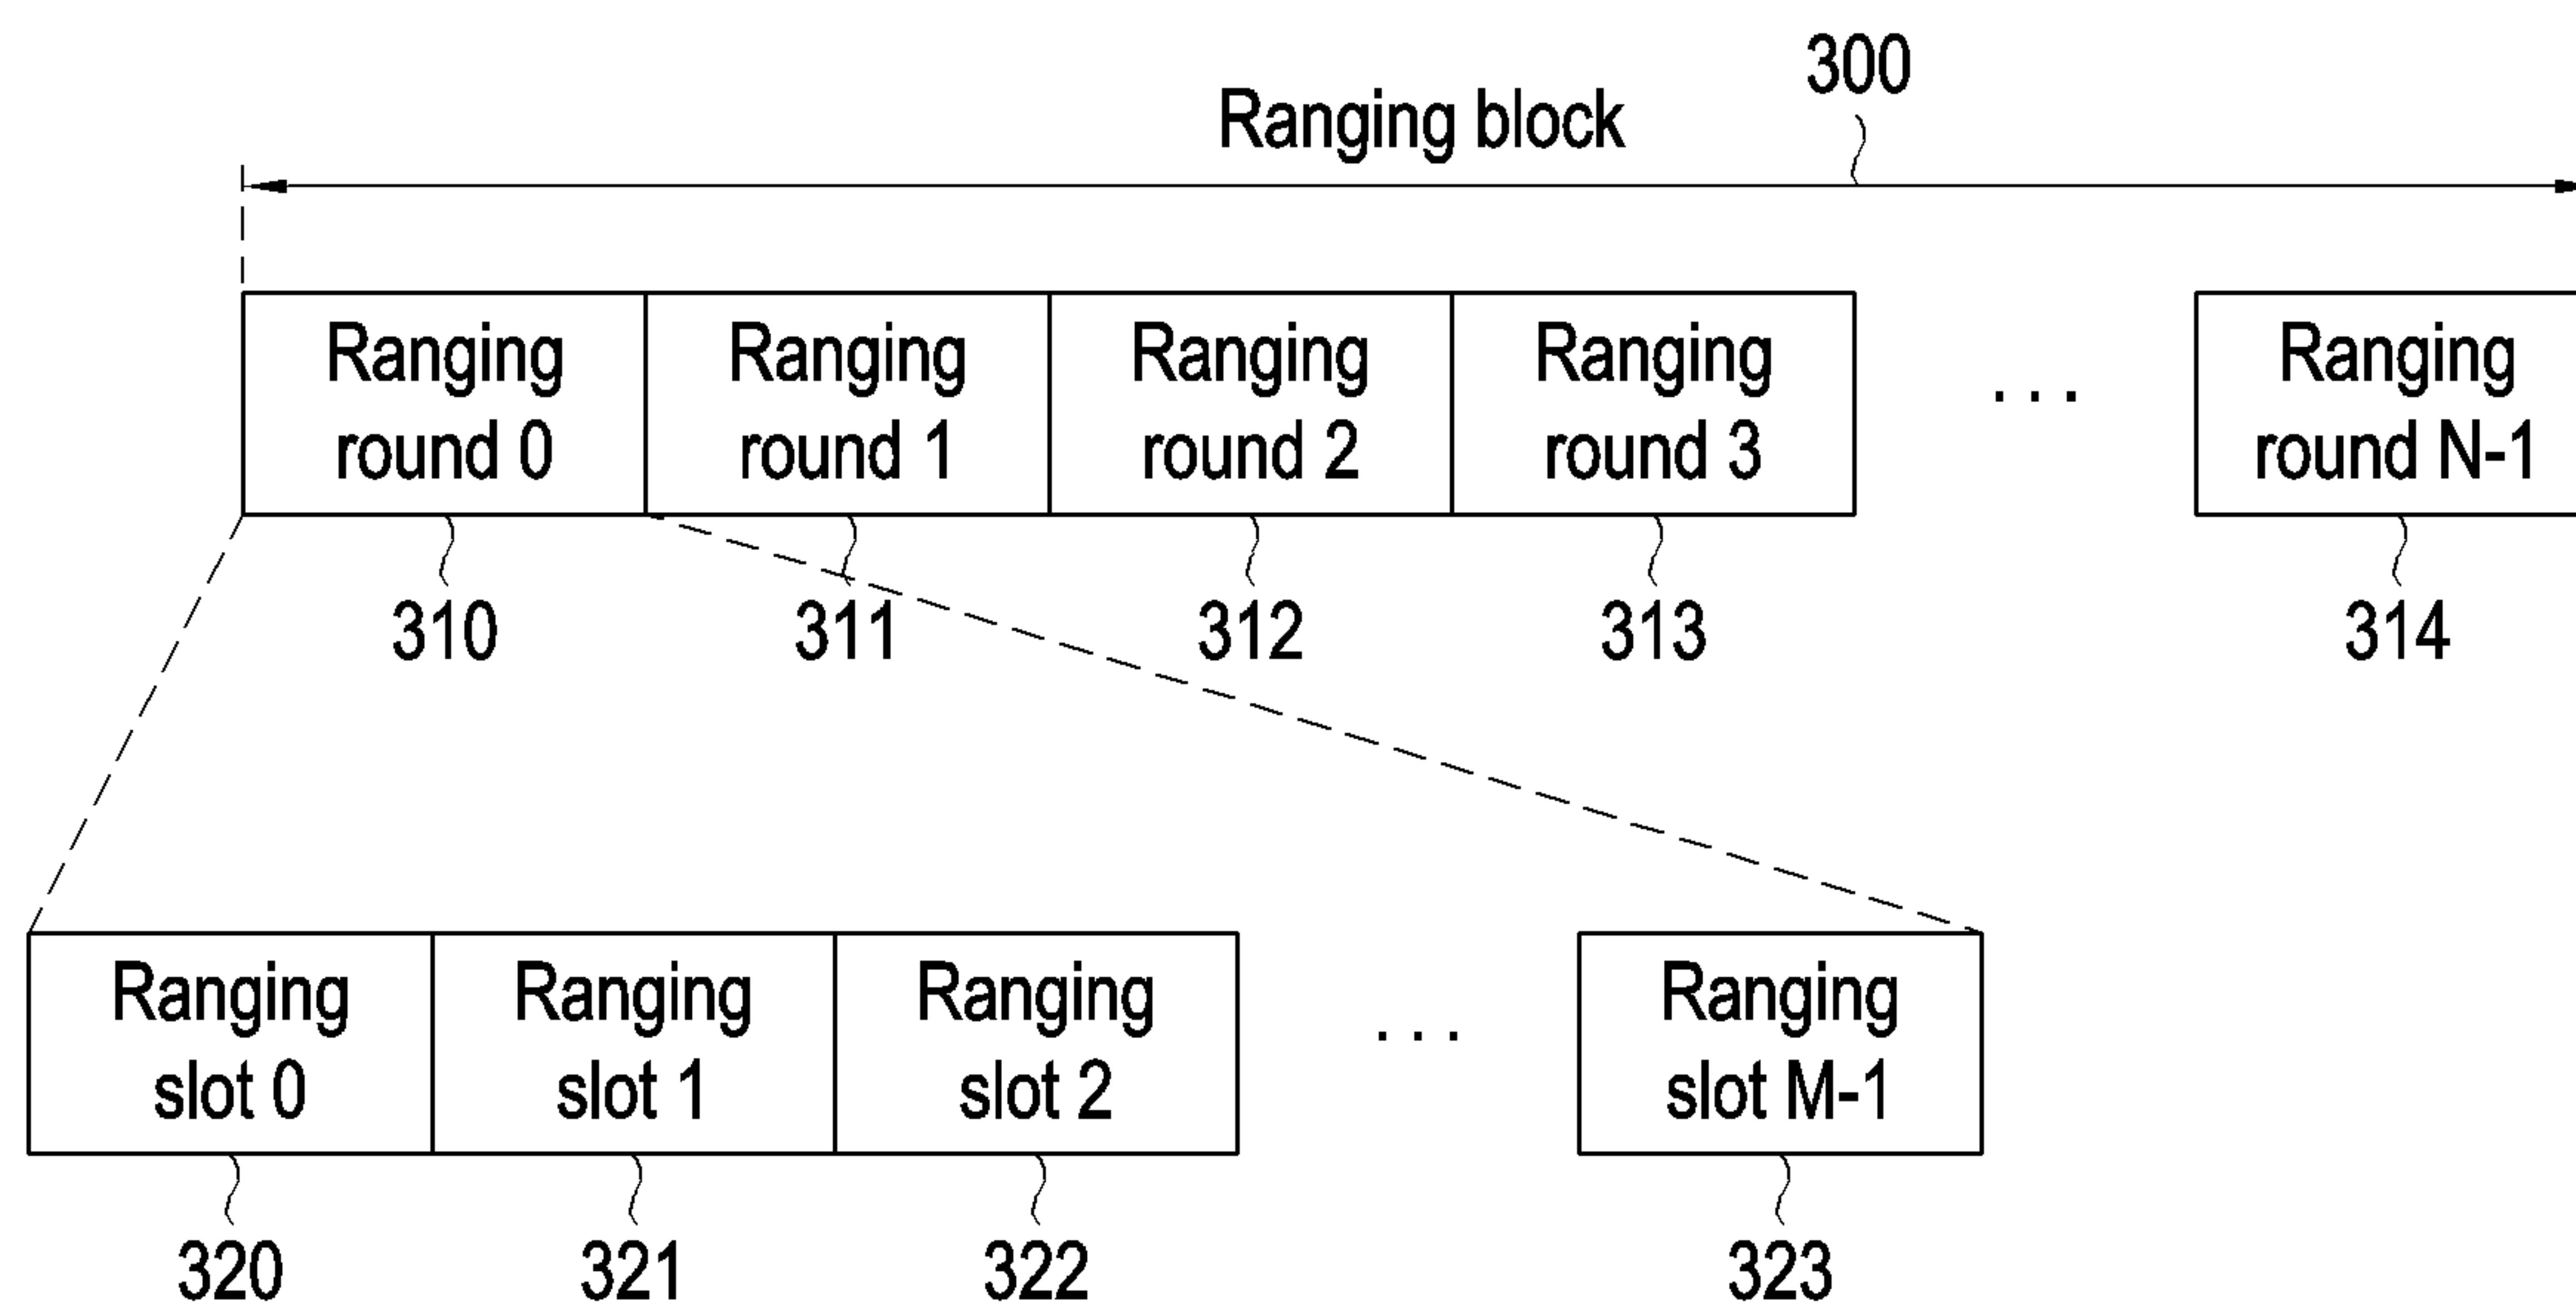 300
Ranging block
Ranging
round 0
Ranging
round 1
Ranging
round 2
Ranging
round 3
. . .
Ranging
round N-1
310
311
312
313
314
Ranging
slot 0
Ranging
slot 1
Ranging
slot 2
. . .
Ranging
slot M-1
320
321
322
323